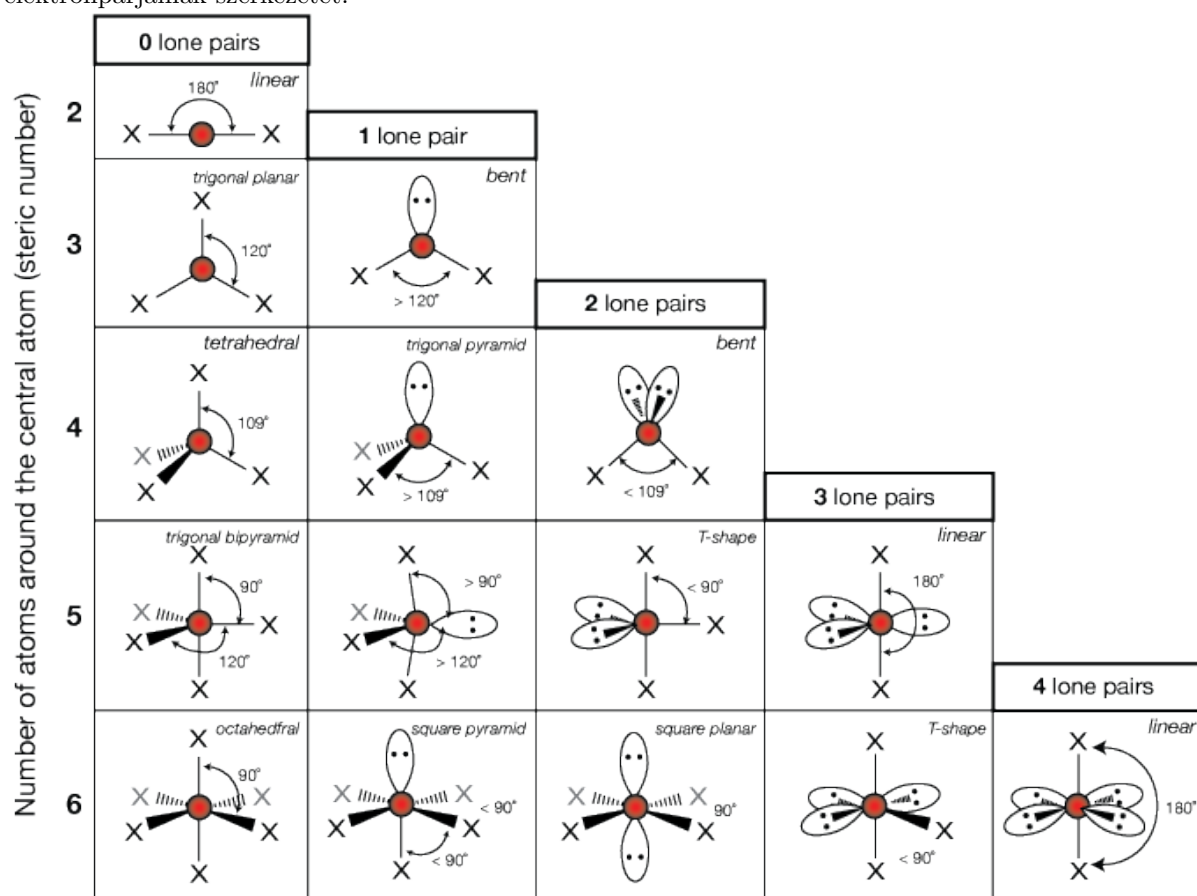 elektronpárjainak szerkezetét?
0 lone pairs
Number of atoms around the central atom (steric number)
2
linear
180°
X X
1 lone pair
3
trigonal planar
X
120°
X X
bent
X X
> 120°
2 lone pairs
4
tetrahedral
X
109°
X
X
X
trigonal pyramid
X
X
X
> 109°
bent
X X
< 109°
3 lone pairs
5
trigonal bipyramid
X
90°
X
X
X
120°
X
X
> 90°
X
X
> 120°
X
T-shape
X
< 90°
X
X
linear
X
180°
X
4 lone pairs
6
octahedfral
X
90°
X X
X X
X
square pyramid
X X
< 90°
X X
X
< 90°
square planar
X X
90°
X X
T-shape
X
X
X
< 90°
linear
X
180°
X